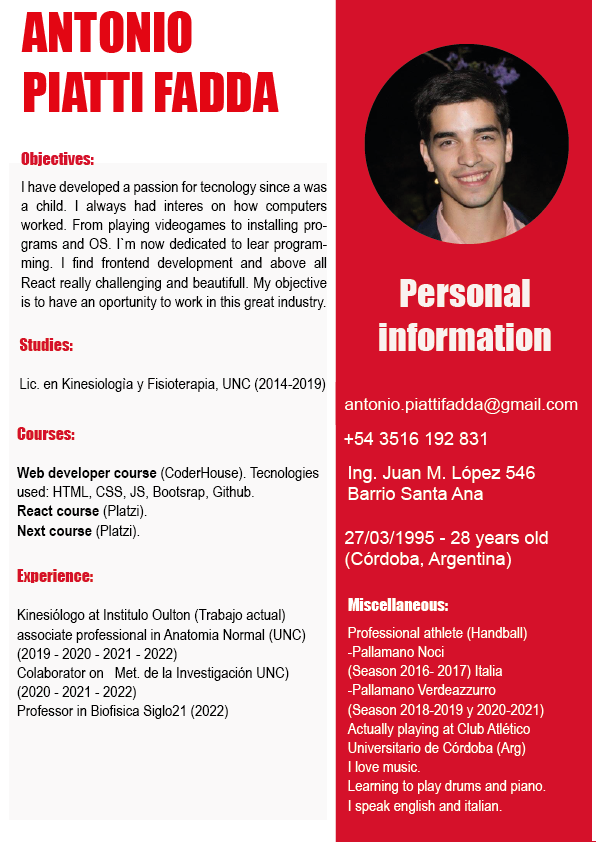 ANTONIO
PIATTI FADDA
Objectives:
I have developed a passion for tecnology since a was
a child. I always had interes on how computers
worked. From playing videogames to installing pro-
grams and OS. I`m now dedicated to lear program-
ming. I find frontend development and above all
React really challenging and beautifull. My objective
is to have an oportunity to work in this great industry.
Studies:
Lic. en Kinesiología y Fisioterapia, UNC (2014-2019)
Courses:
Web developer course (CoderHouse). Tecnologies
used: HTML, CSS, JS, Bootsrap, Github.
React course (Platzi).
Next course (Platzi).
Experience:
Kinesiólogo at Institulo Oulton (Trabajo actual)
associate professional in Anatomia Normal (UNC)
(2019 - 2020 - 2021 - 2022)
Colaborator on Met. de la Investigación UNC)
(2020 - 2021 - 2022)
Professor in Biofisica Siglo21 (2022)
Personal
information
antonio.piattifadda@gmail.com
+54 3516 192 831
Ing. Juan M. López 546
Barrio Santa Ana
27/03/1995 - 28 years old
(Córdoba, Argentina)
Miscellaneous:
Professional athlete (Handball)
-Pallamano Noci
(Season 2016- 2017) Italia
-Pallamano Verdeazzurro
(Season 2018-2019 y 2020-2021)
Actually playing at Club Atlético
Universitario de Córdoba (Arg)
I love music.
Learning to play drums and piano.
I speak english and italian.